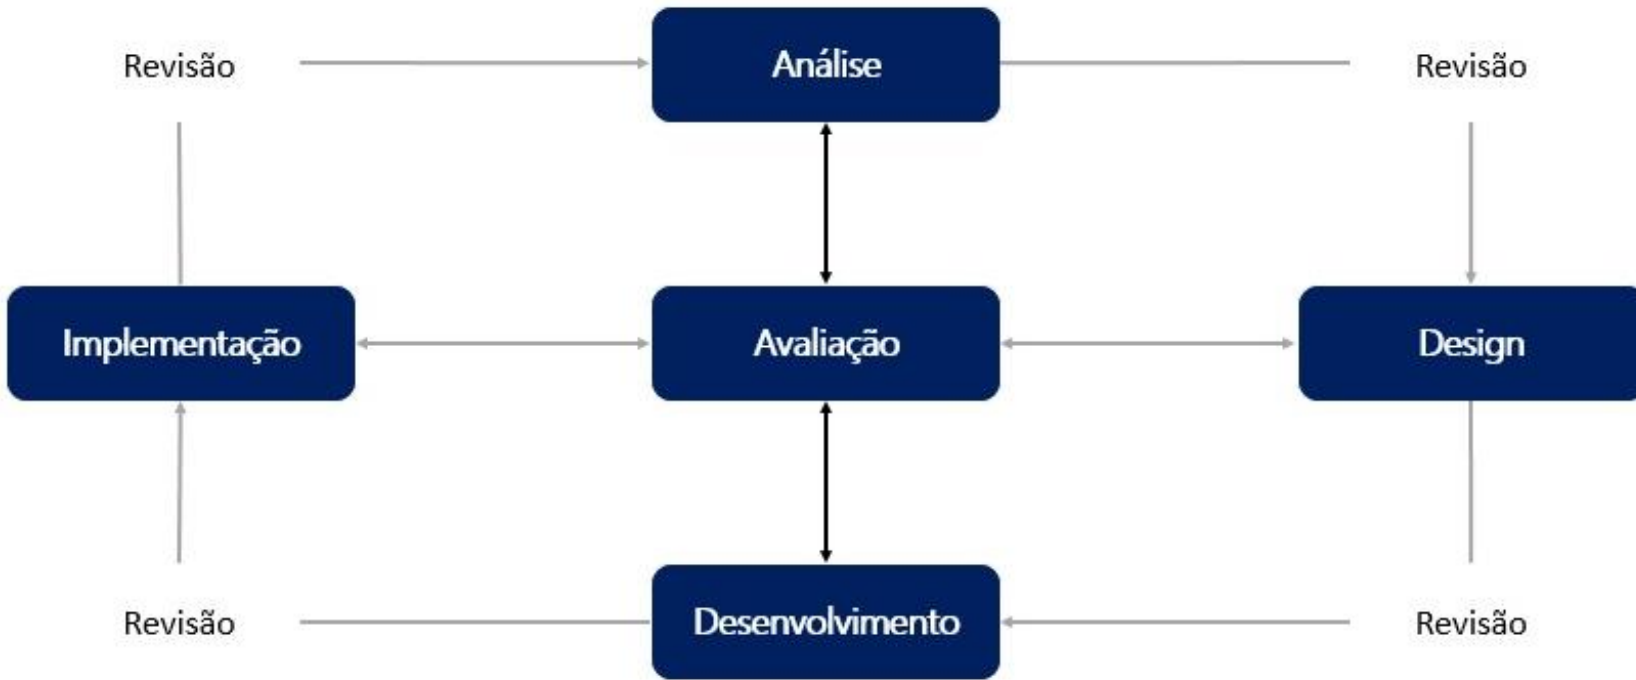 Revisão
Análise
Revisão
Implementação
Avaliação
Design
Revisão
Desenvolvimento
Revisão